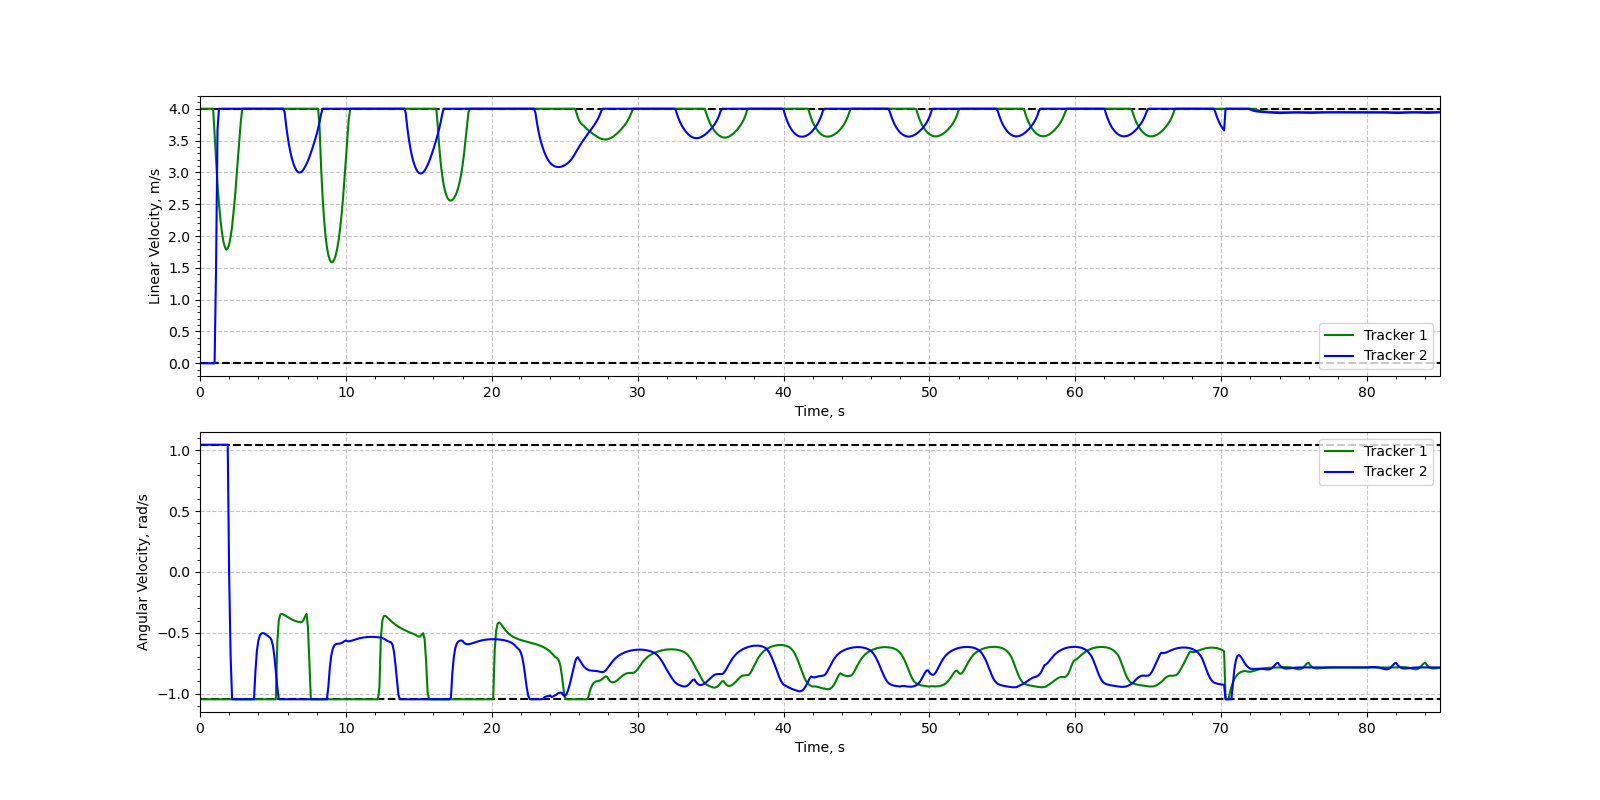 4.0
3.5
3.0
2.5
2.0
1.5
1.0
0.5
0.0
Linear Velocity, m/s
Tracker 1
Tracker 2
0 10 20 30 40 50 60 70 80
Time, s
1.0
0.5
0.0
−0.5
−1.0
Angular Velocity, rad/s
Tracker 1
Tracker 2
0 10 20 30 40 50 60 70 80
Time, s